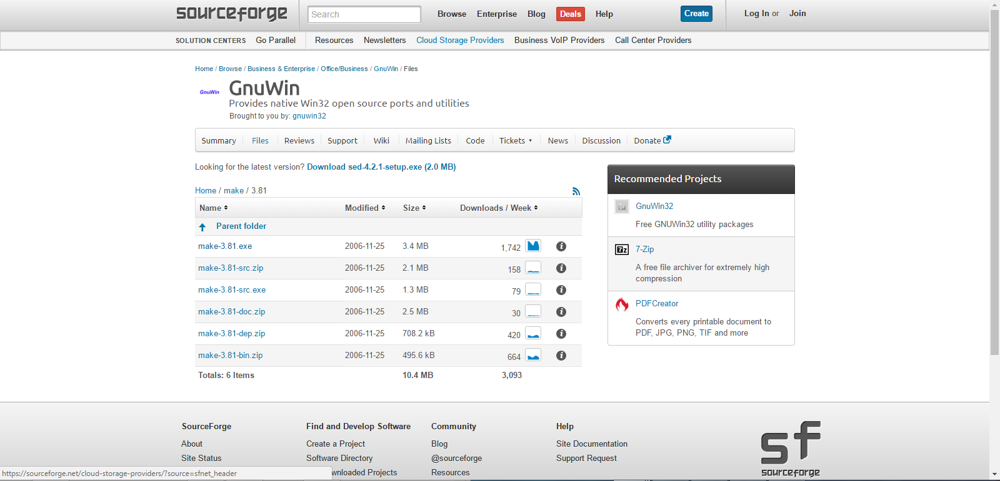 sourceforge Search Browse Enterprise Blog Deals Help Create Log In or Join
SOLUTION CENTERS Go Parallel Resources Newsletters Cloud Storage Providers Business VoIP Providers Call Center Providers
Home / Browse / Business & Enterprise / Office/Business / GnuWin / Files
GnuWin
GnuWin
Provides native Win32 open source ports and utilities
Brought to you by: gnuwin32
Summary Files Reviews Support Wiki Mailing Lists Code Tickets News Discussion Donate
Looking for the latest version? Download sed-4.2.1-setup.exe (2.0 MB)
Home / make / 3.81
Name Modified Size Downloads / Week
Parent folder
make-3.81.exe 2006-11-25 3.4 MB 1,742 i
make-3.81-src.zip 2006-11-25 2.1 MB 158 i
make-3.81-src.exe 2006-11-25 1.3 MB 79 i
make-3.81-doc.zip 2006-11-25 2.5 MB 30 i
make-3.81-dep.zip 2006-11-25 708.2 kB 420 i
make-3.81-bin.zip 2006-11-25 495.6 kB 664 i
Totals: 6 Items 10.4 MB 3,093
Recommended Projects
GnuWin32
Free GNUWin32 utility packages
7z 7-Zip
A free file archiver for extremely high
compression
PDFCreator
Converts every printable document to
PDF, JPG, PNG, TIF and more
SourceForge
About
Site Status
Find and Develop Software
Create a Project
Software Directory
wnloaded Projects
Community
Blog
@sourceforge
Resources
Help
Site Documentation
Support Request
sf
sourceforge
https://sourceforge.net/cloud-storage-providers/?source=sfnet_header